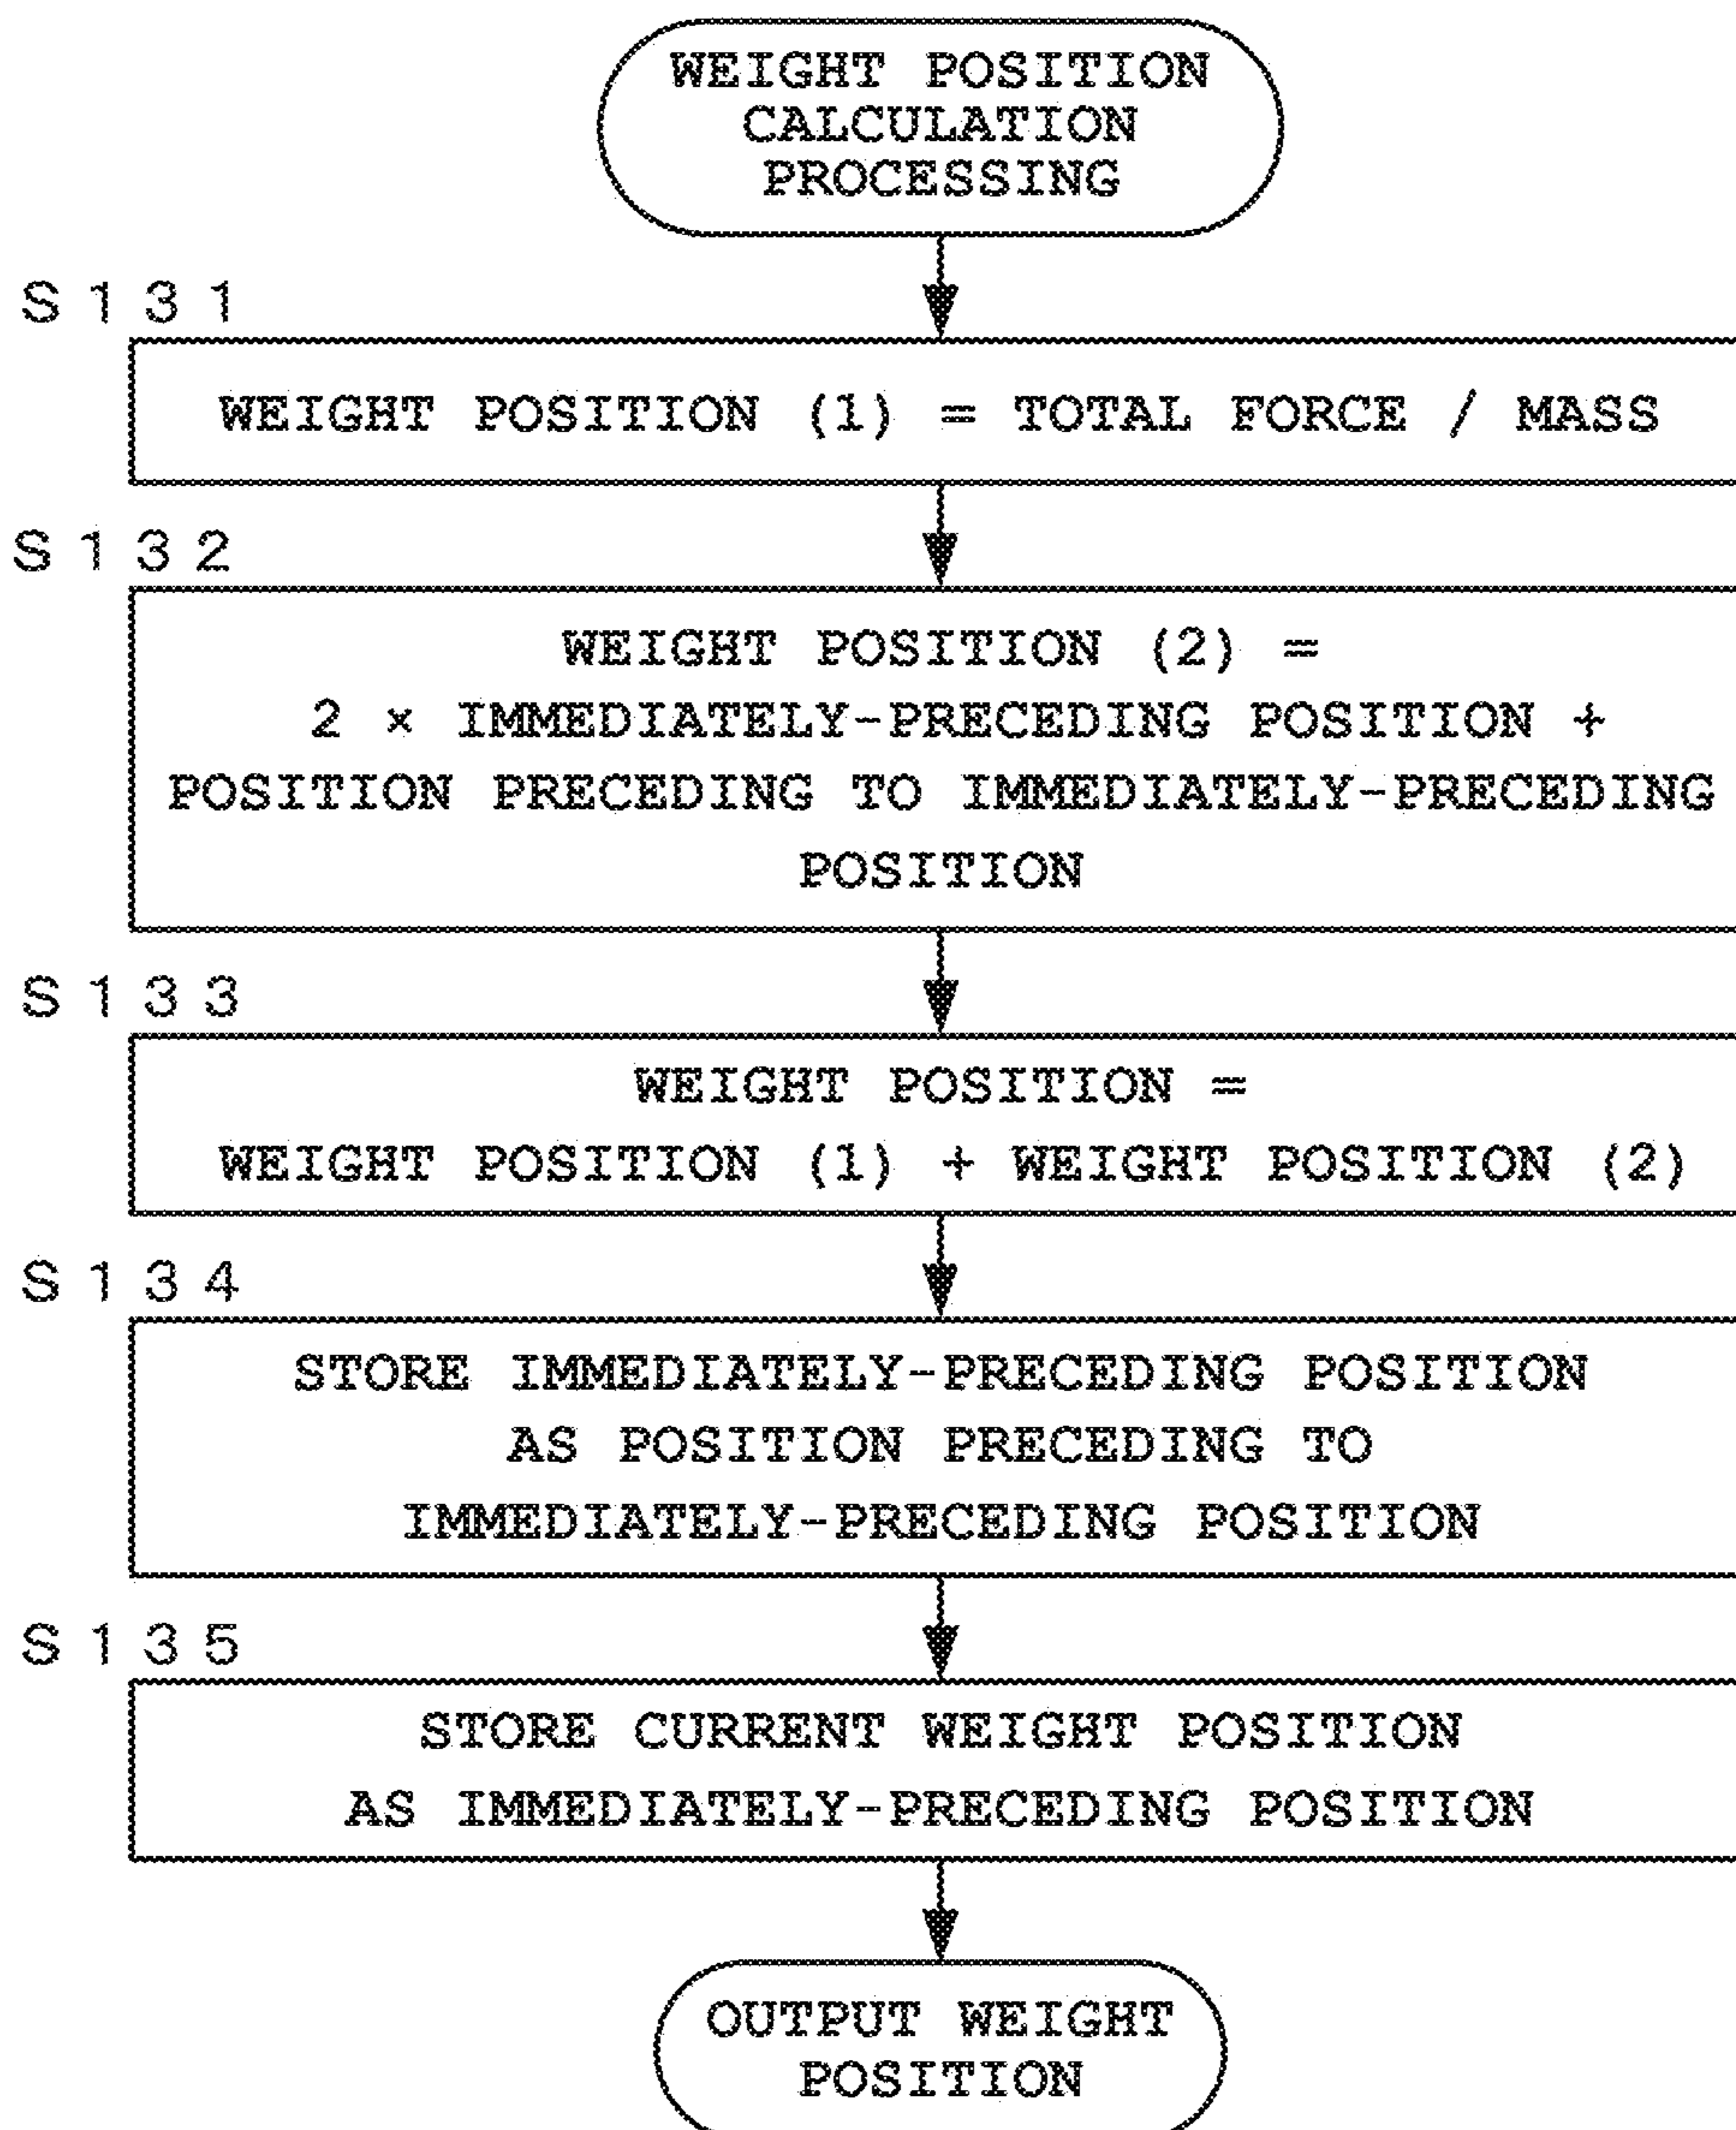 WEIGHT POSITION
CALCULATION
PROCESSING
S131
WEIGHT POSITION (1) = TOTAL FORCE / MASS
S132
WEIGHT POSITION (2) =
2 × IMMEDIATELY-PRECEDING POSITION +
POSITION PRECEDING TO IMMEDIATELY-PRECEDING
POSITION
S133
WEIGHT POSITION =
WEIGHT POSITION (1) + WEIGHT POSITION (2)
S134
STORE IMMEDIATELY-PRECEDING POSITION
AS POSITION PRECEDING TO
IMMEDIATELY-PRECEDING POSITION
S135
STORE CURRENT WEIGHT POSITION
AS IMMEDIATELY-PRECEDING POSITION
OUTPUT WEIGHT
POSITION